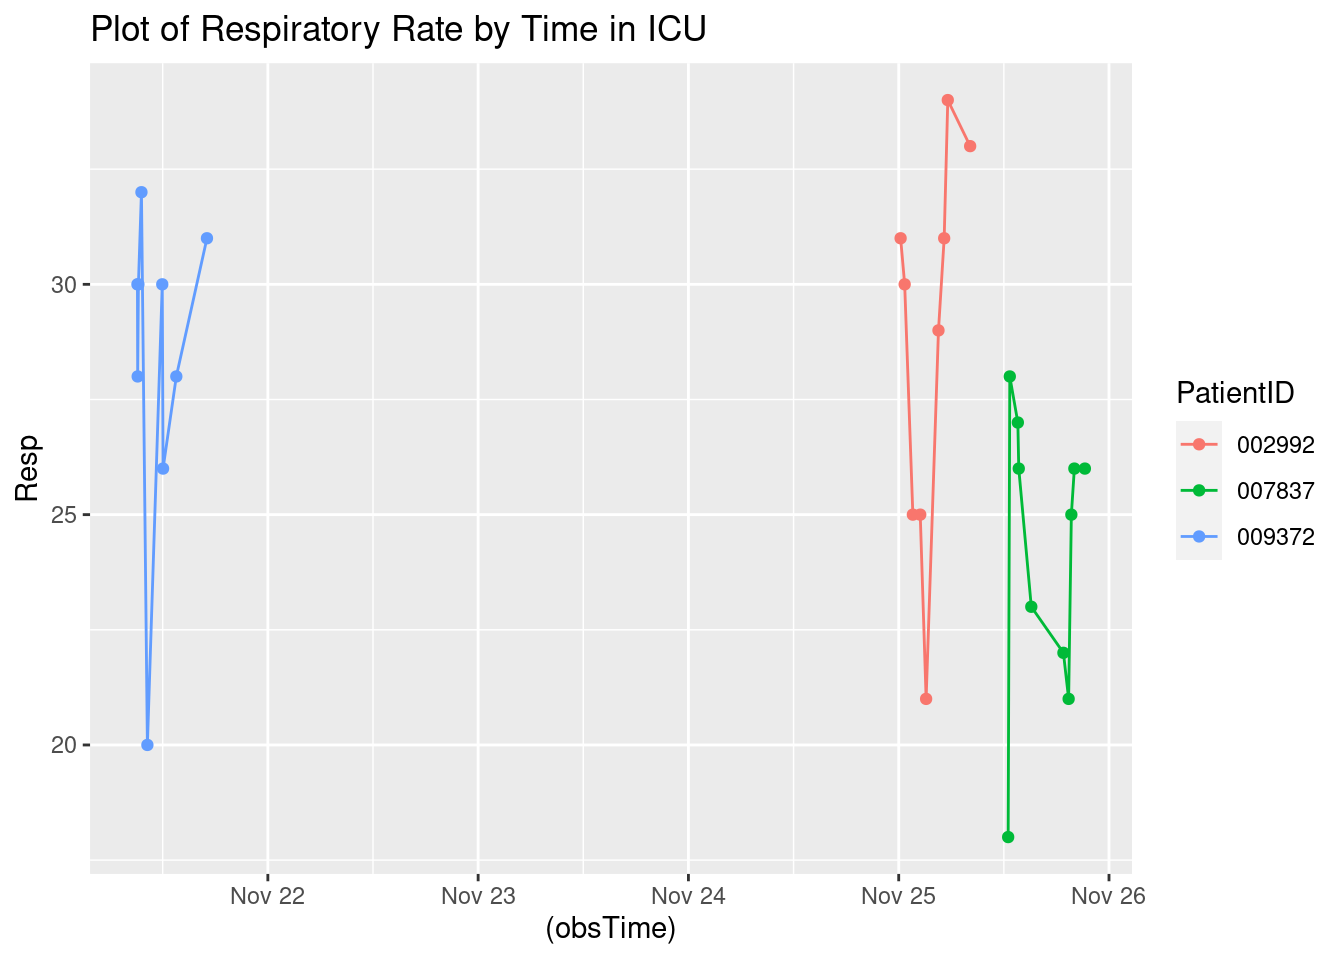 Plot of Respiratory Rate by Time in ICU
Resp
30
25
20
Nov 22
Nov 23
Nov 24
Nov 25
Nov 26
(obsTime)
PatientID
002992
007837
009372